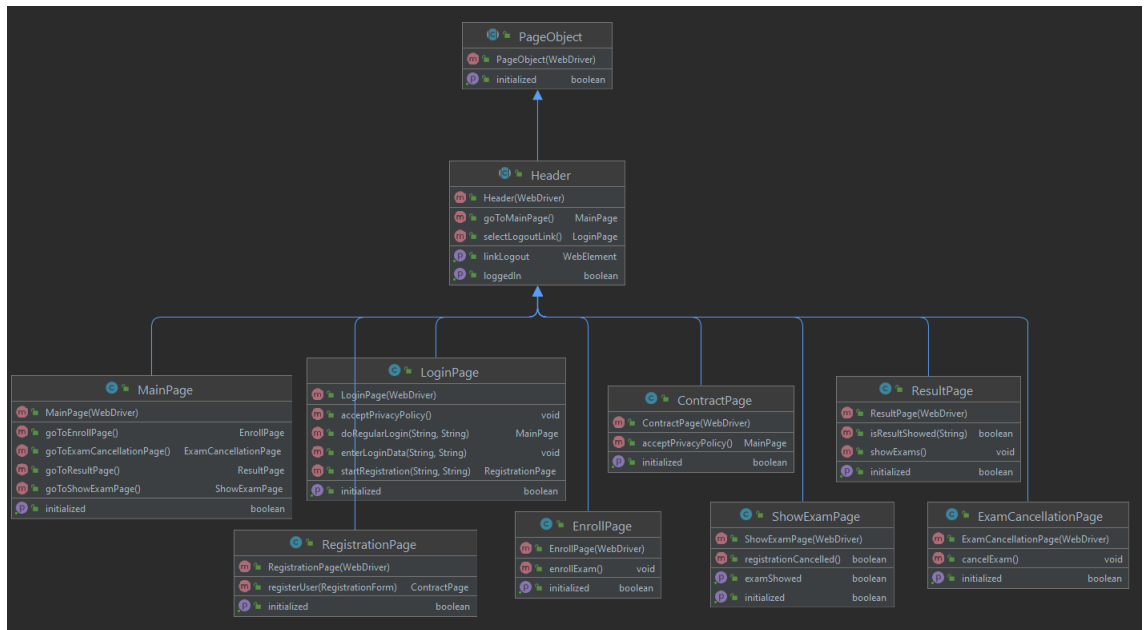 PageObject
PageObject(WebDriver)
initialized boolean
Header
Header(WebDriver)
goToMainPage() MainPage
selectLogoutLink() LoginPage
linkLogout WebElement
loggedIn boolean
MainPage
MainPage(WebDriver)
goToEnrollPage() EnrollPage
goToExamCancellationPage() ExamCancellationPage
goToResultPage() ResultPage
goToShowExamPage() ShowExamPage
initialized boolean
LoginPage
LoginPage(WebDriver)
acceptPrivacyPolicy() void
doRegularLogin(String, String) MainPage
enterLoginData(String, String) void
startRegistration(String, String) RegistrationPage
initialized boolean
ContractPage
ContractPage(WebDriver)
acceptPrivacyPolicy() MainPage
initialized boolean
ResultPage
ResultPage(WebDriver)
isResultShowed(String) boolean
showExams() void
initialized boolean
RegistrationPage
RegistrationPage(WebDriver)
registerUser(RegistrationForm) ContractPage
initialized boolean
EnrollPage
EnrollPage(WebDriver)
enrollExam() void
initialized boolean
ShowExamPage
ShowExamPage(WebDriver)
registrationCancelled() boolean
examShowed boolean
initialized boolean
ExamCancellationPage
ExamCancellationPage(WebDriver)
cancelExam() void
initialized boolean